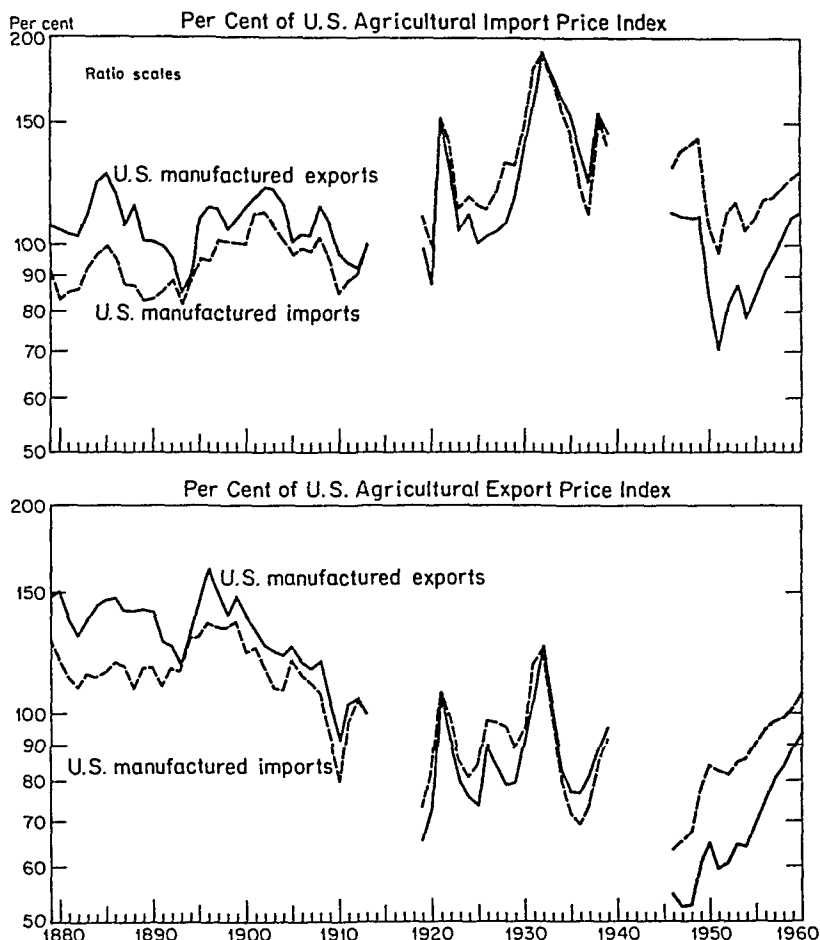 Per Cent of U.S. Agricultural Import Price Index
Per cent
200
Ratio scales
150
U.S. manufactured exports
100
90
U.S. manufactured imports
80
70
60
50
Per Cent of U.S. Agricultural Export Price Index
200
U.S. manufactured exports
150
100
90
U.S. manufactured imports
80
70
60
50
1880 1890 1900 1910 1920 1930 1940 1950 1960